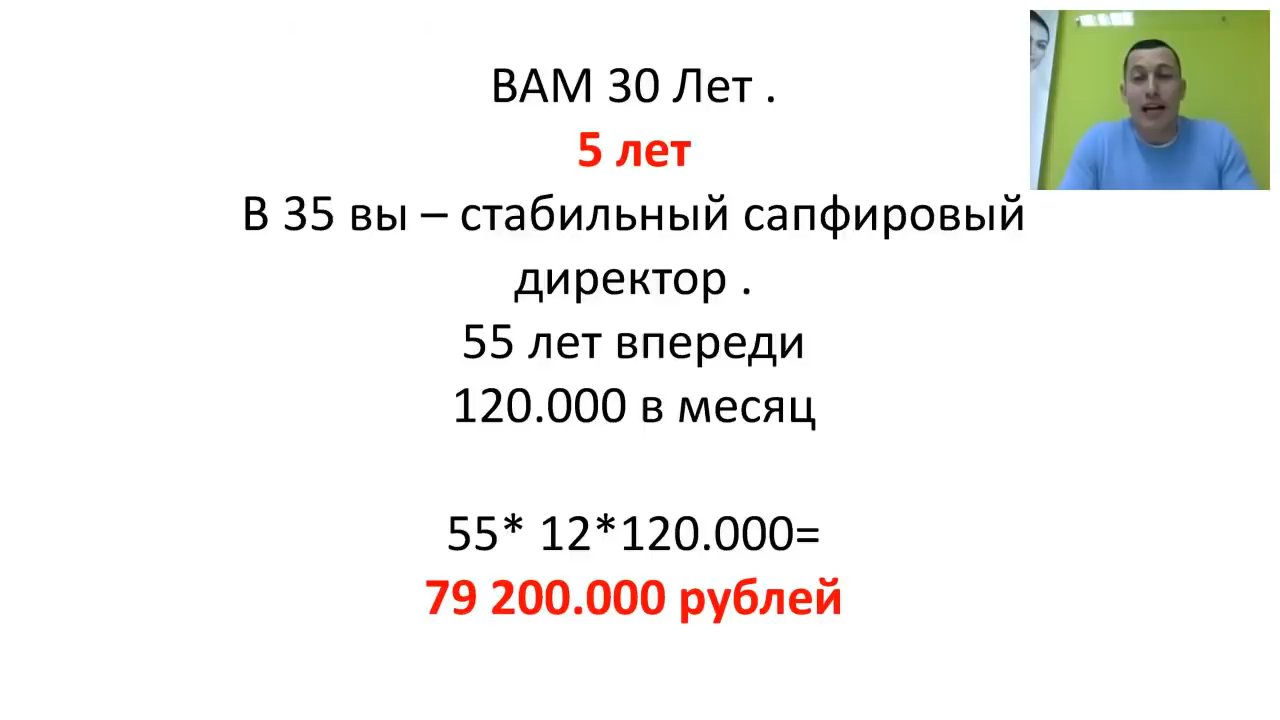 ВАМ 30 Лет .
5 лет
В 35 вы – стабильный сапфировый
директор .
55 лет впереди
120.000 в месяц
55* 12*120.000=
79 200.000 рублей